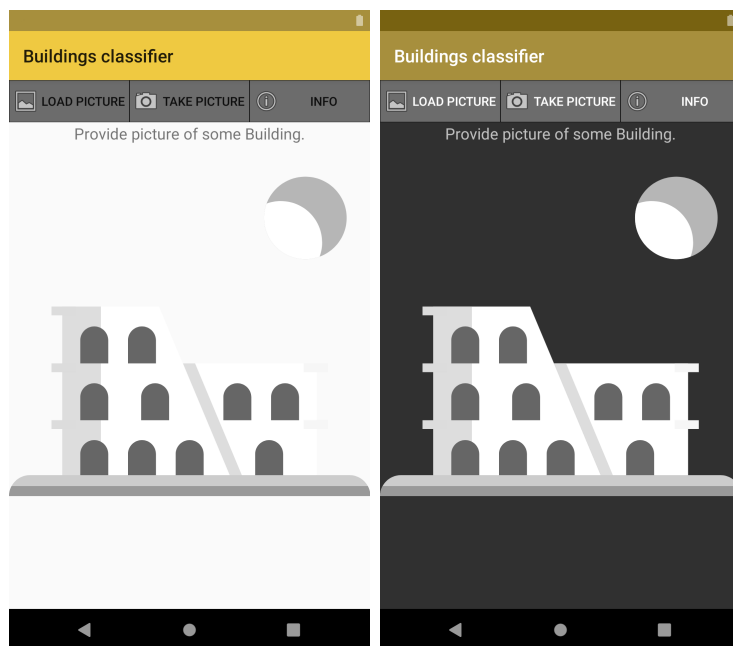 Buildings classifier
LOAD PICTURE TAKE PICTURE INFO
Provide picture of some Building.
Buildings classifier
LOAD PICTURE TAKE PICTURE INFO
Provide picture of some Building.